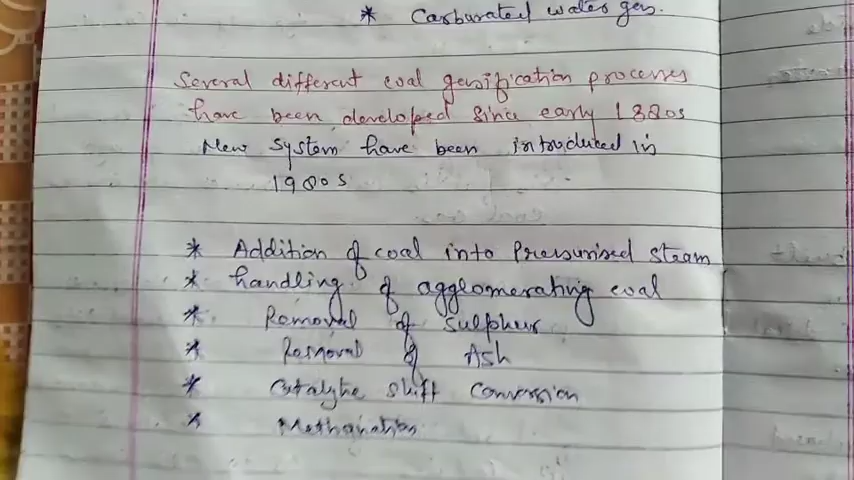 * Carburated water gas.
Several different coal gasification processes
have been developed since early 1880s
New system have been introduced in
1980s
* Addition of coal into Pressurised steam
* handling of agglomerating coal
* Removal of sulphur
* Removal of Ash
* Catalytic shift Conversion
* Methanation